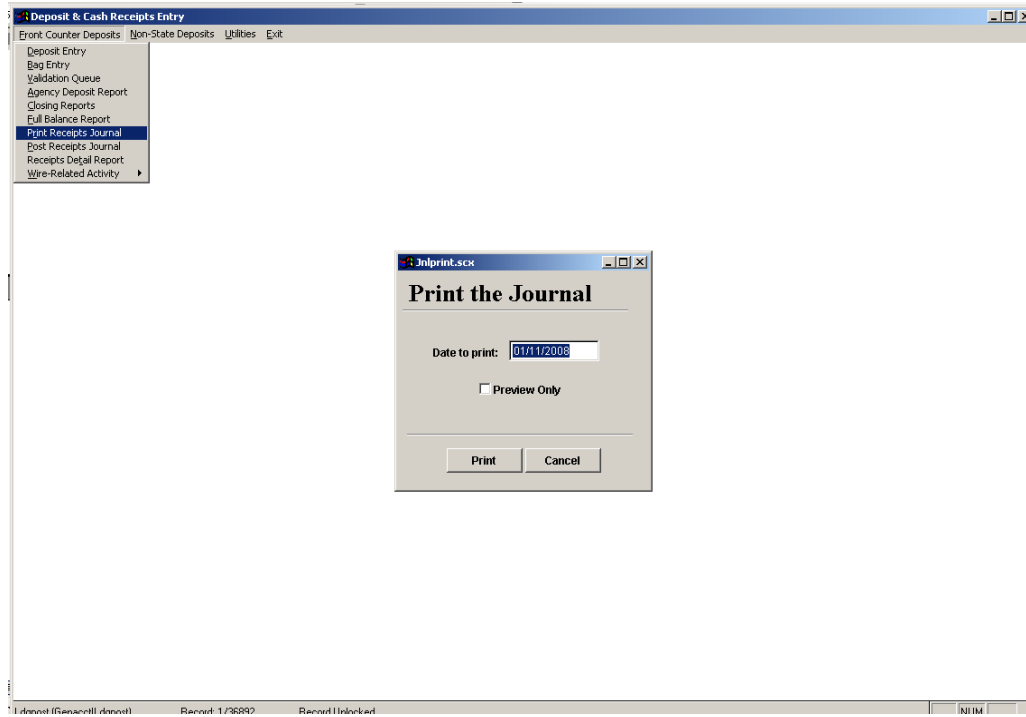 Deposit & Cash Receipts Entry
Front Counter Deposits Non-State Deposits Utilities Exit
Deposit Entry
Bag Entry
Validation Queue
Agency Deposit Report
Closing Reports
Full Balance Report
Print Receipts Journal
Post Receipts Journal
Receipts Detail Report
Wire-Related Activity
Jnlprint.scx
Print the Journal
Date to print: 01/11/2008
Preview Only
Print Cancel
Ldgpost (Genacctl!Ldgpost) Record: 1/36892 Record Unlocked NUM